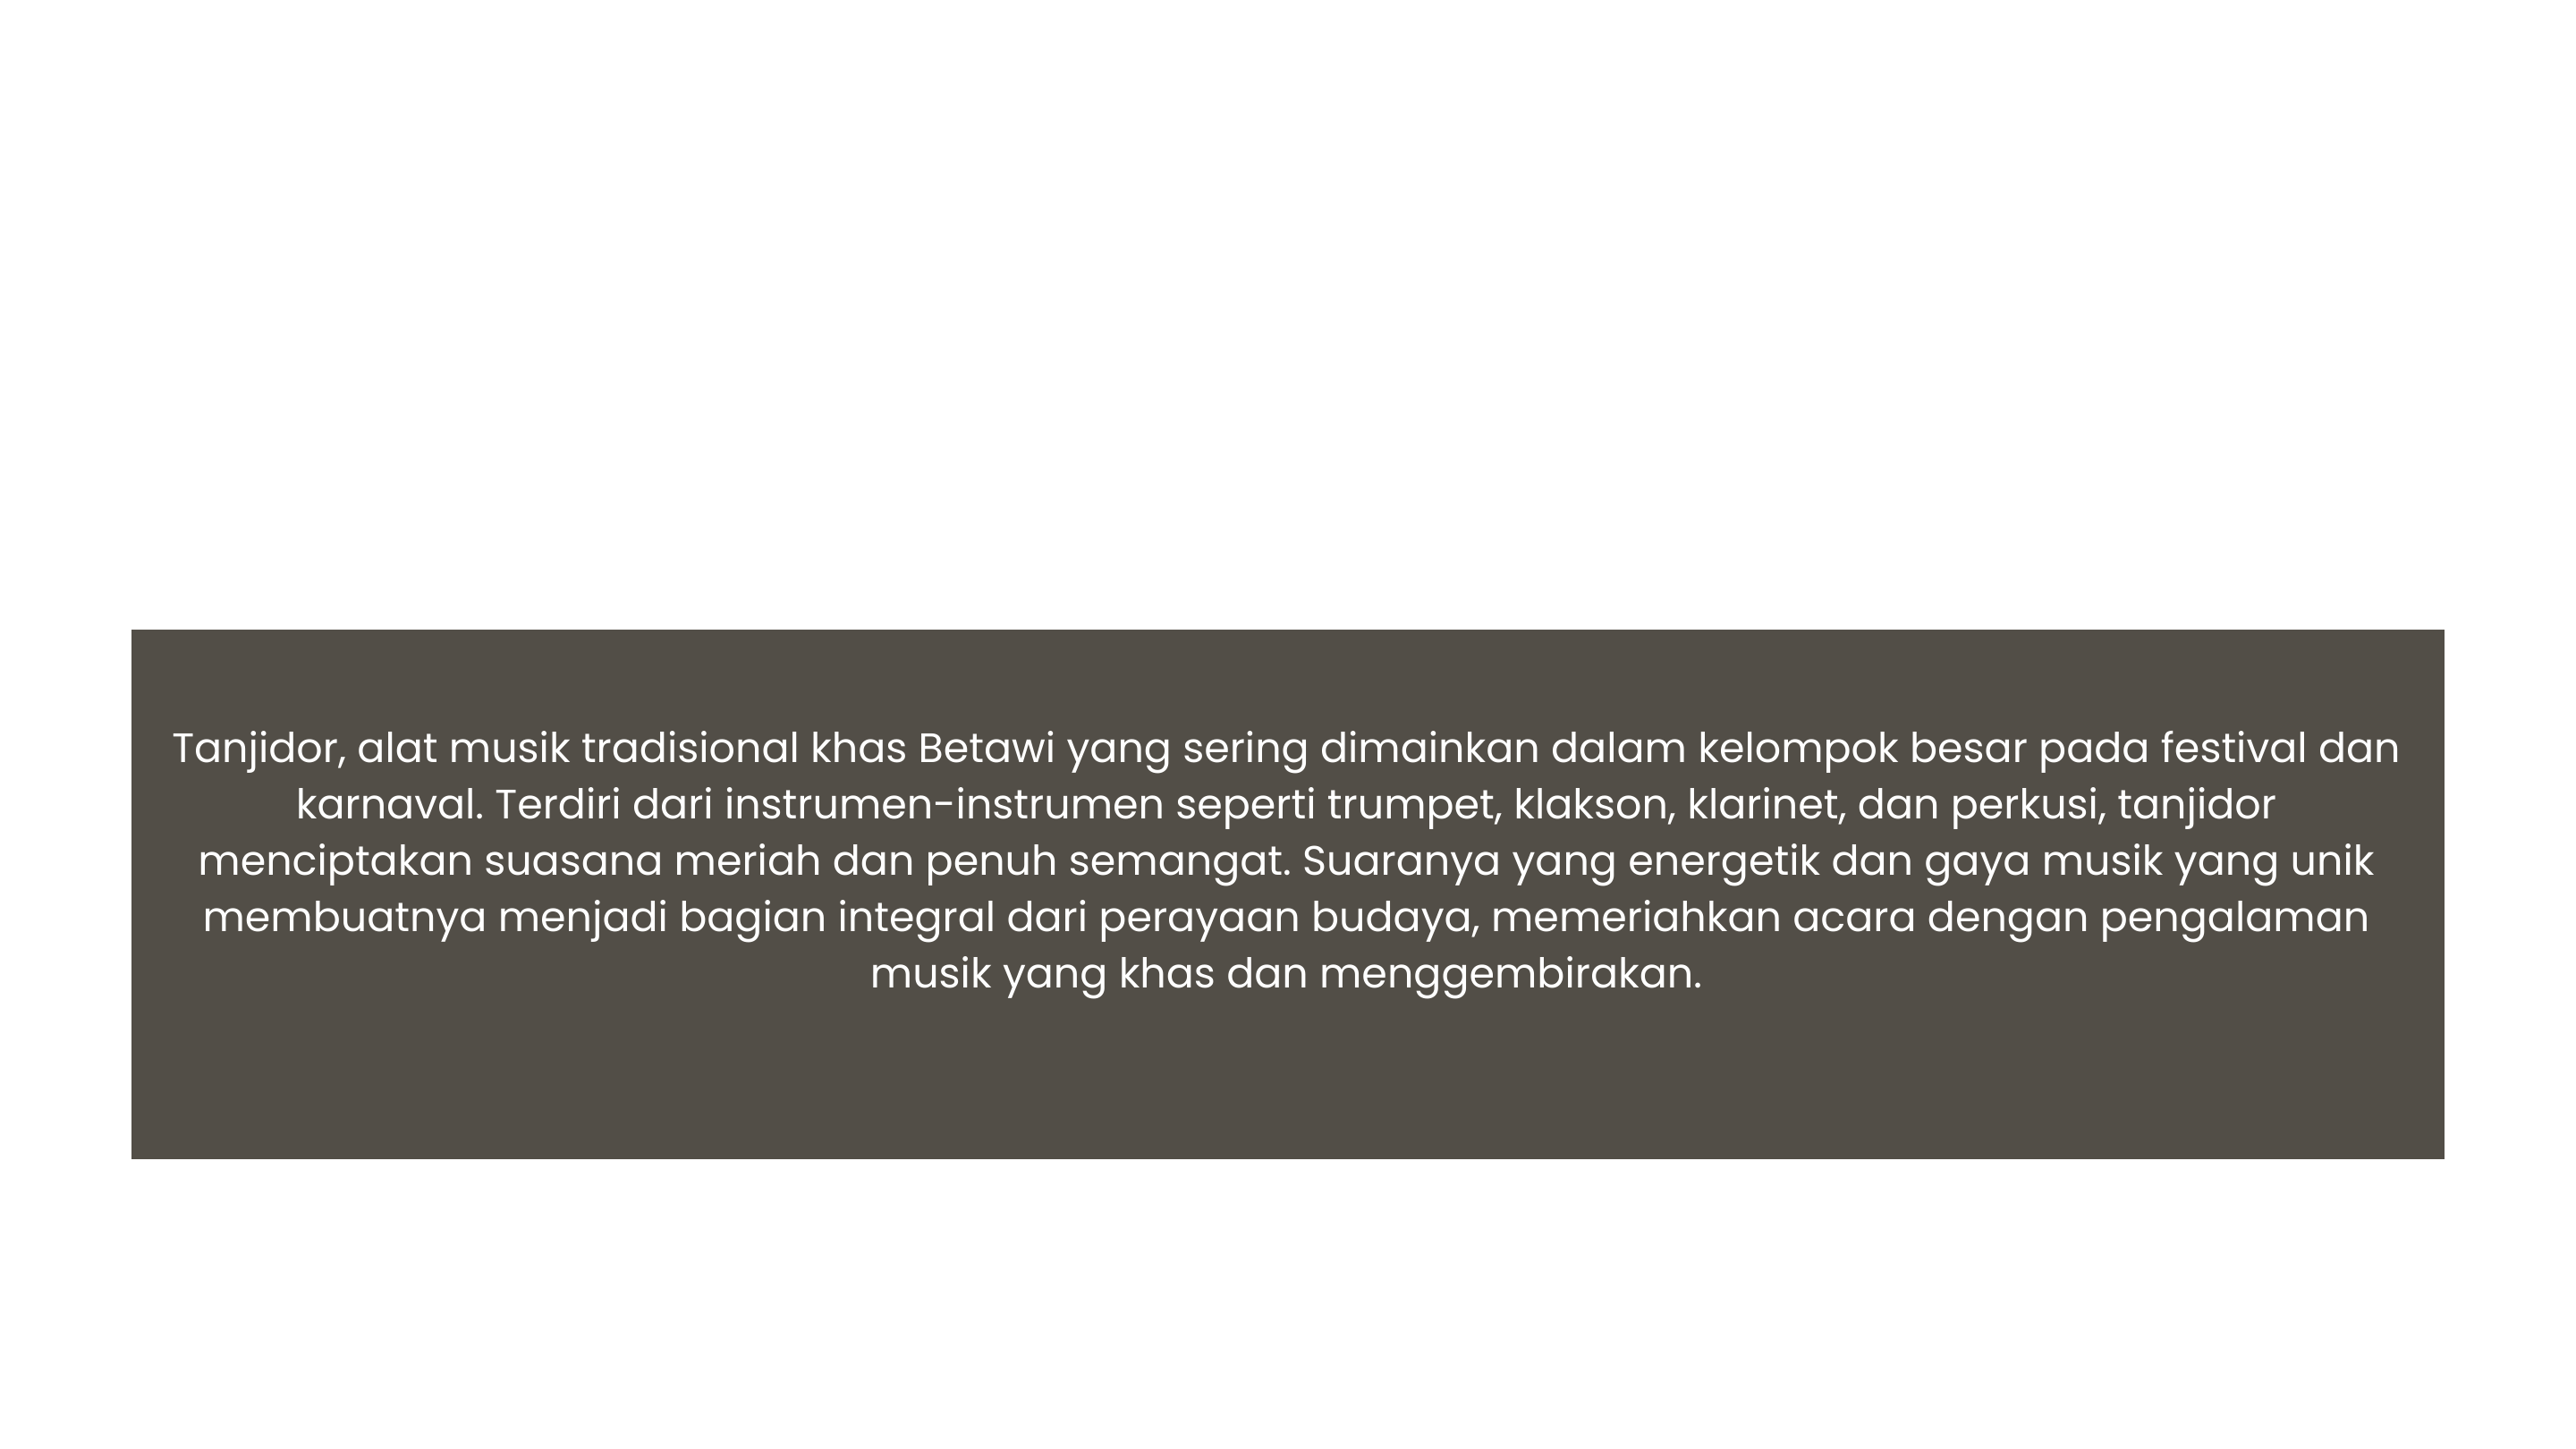 Tanjidor, alat musik tradisional khas Betawi yang sering dimainkan dalam kelompok besar pada festival dan
karnaval. Terdiri dari instrumen-instrumen seperti trumpet, klakson, klarinet, dan perkusi, tanjidor
menciptakan suasana meriah dan penuh semangat. Suaranya yang energetik dan gaya musik yang unik
membuatnya menjadi bagian integral dari perayaan budaya, memeriahkan acara dengan pengalaman
musik yang khas dan menggembirakan.